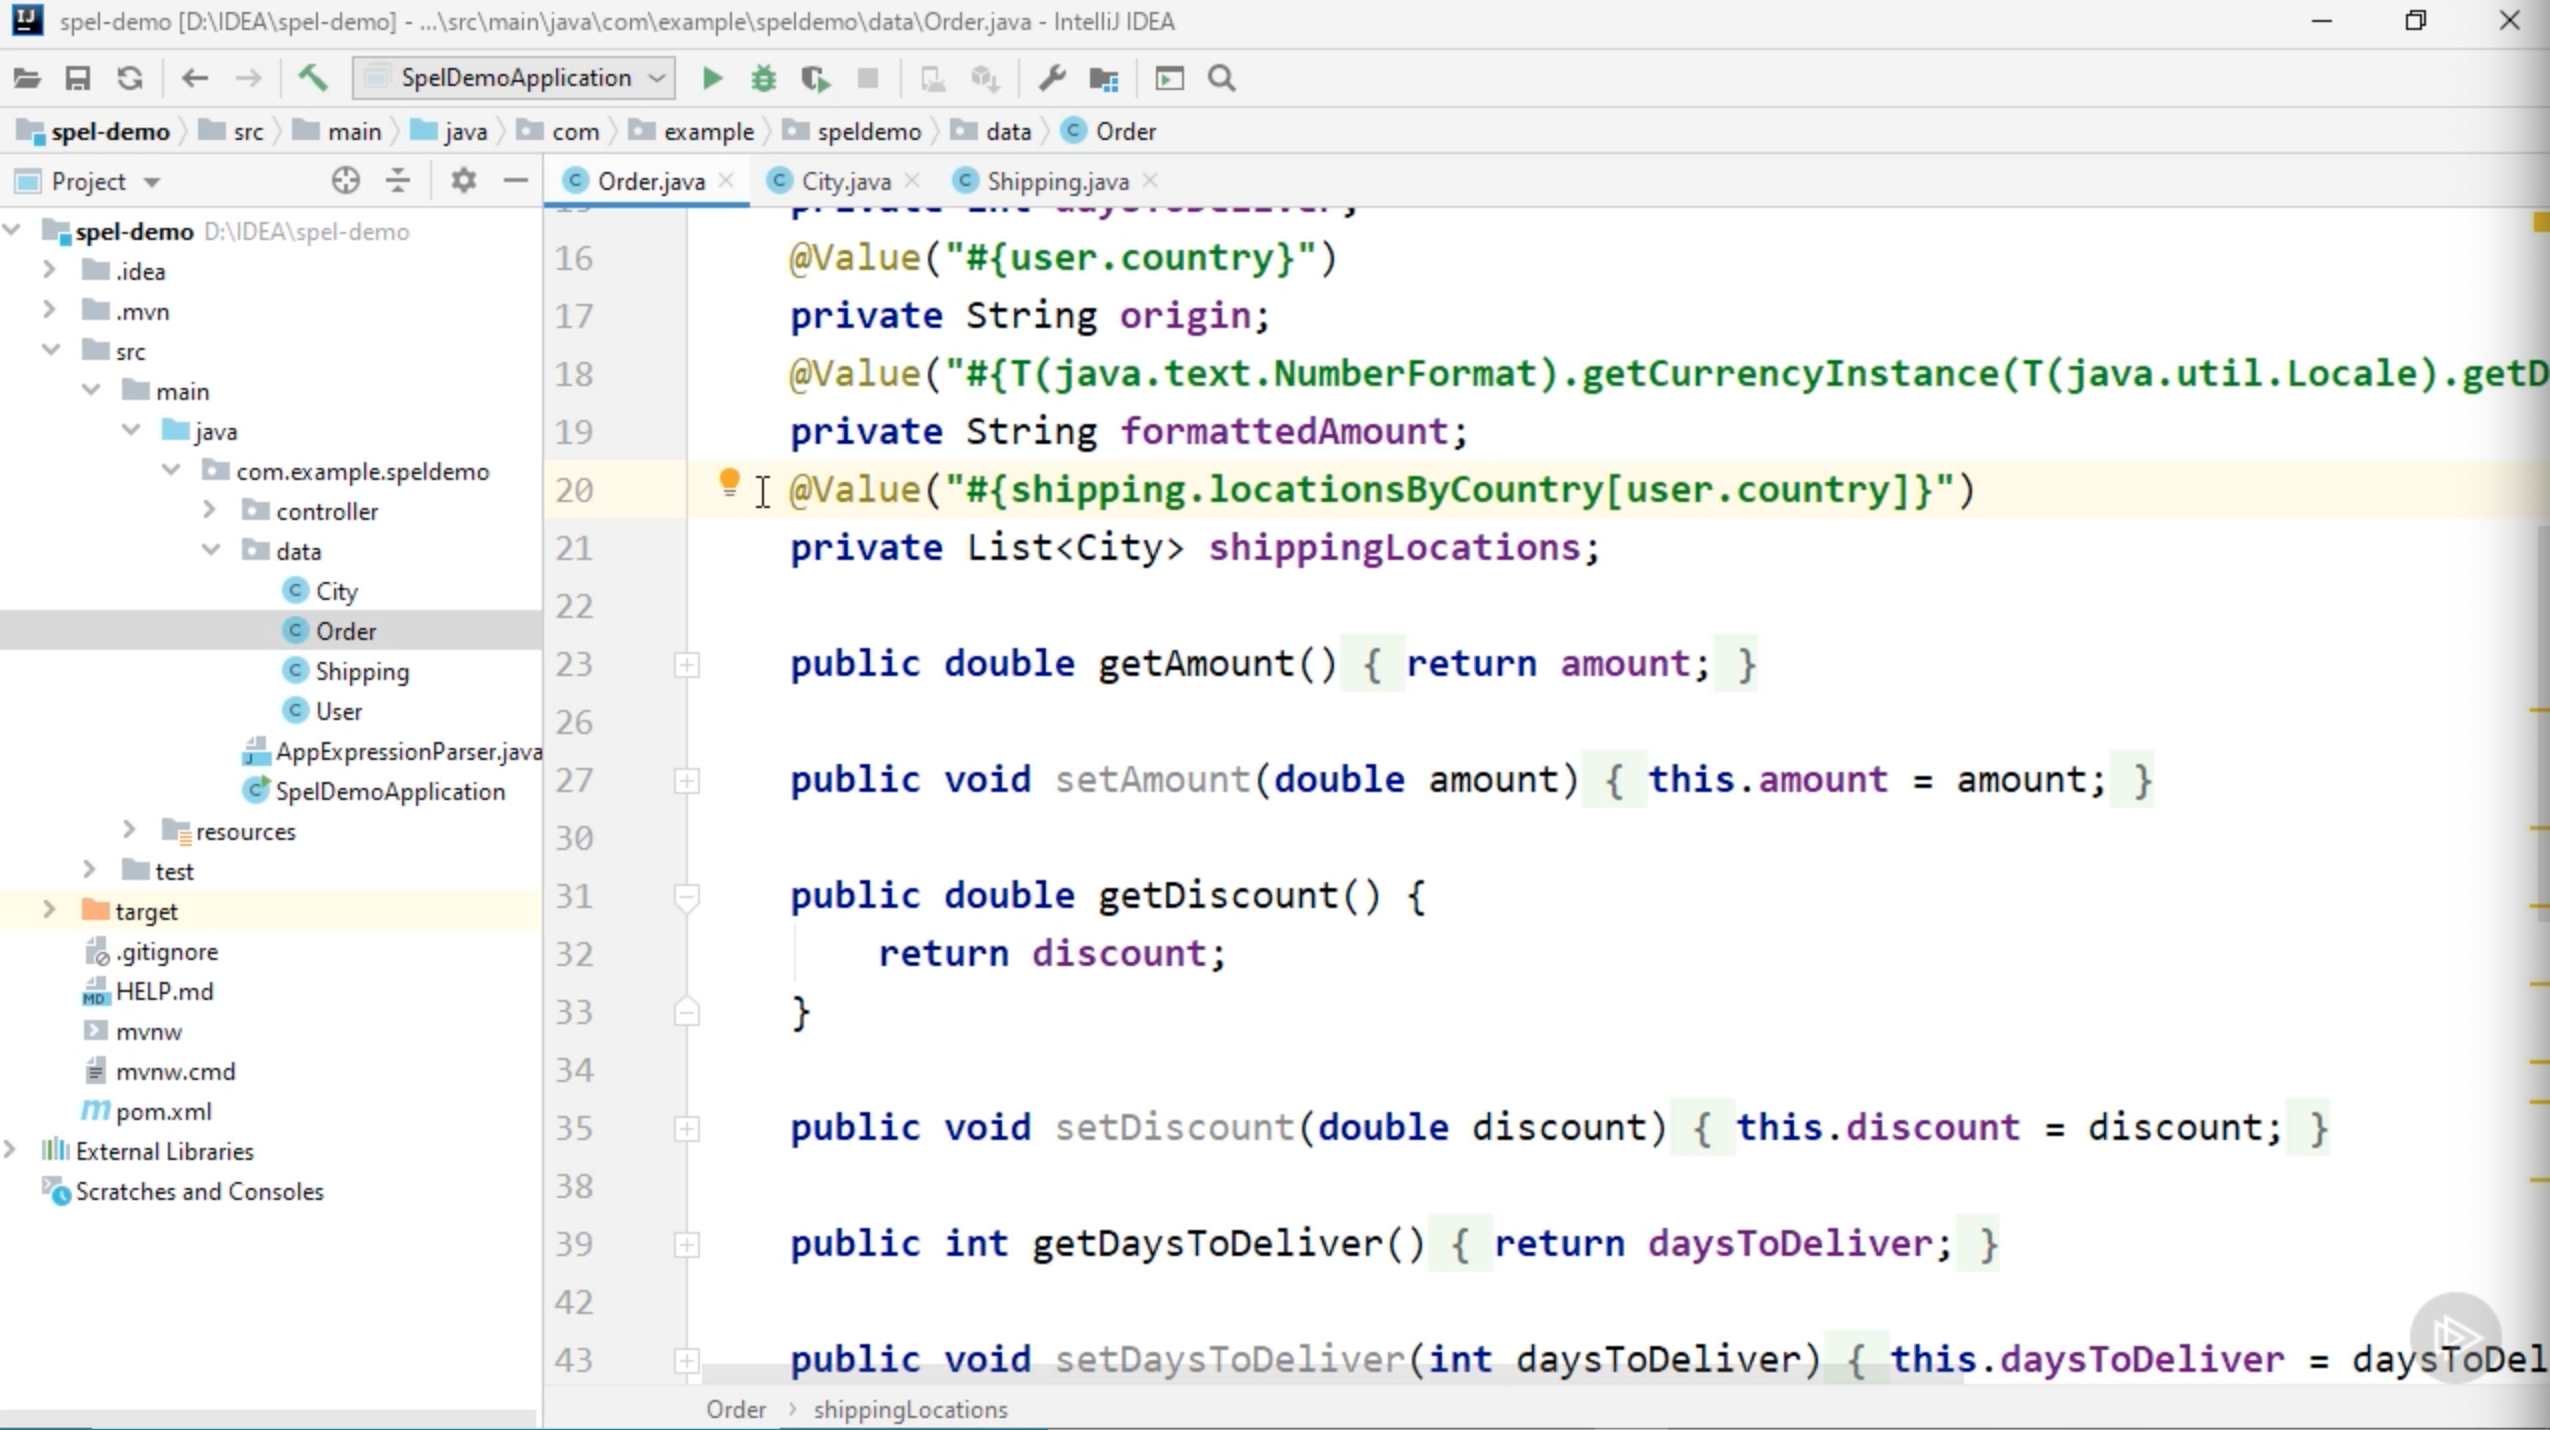 spel-demo [D:\IDEA\spel-demo] - ...\src\main\java\com\example\speldemo\data\Order.java - IntelliJ IDEA
SpelDemoApplication
spel-demo src main java com example speldemo data Order
Project
Order.java City.java Shipping.java
spel-demo D:\IDEA\spel-demo
.idea
.mvn
src
main
java
com.example.speldemo
controller
data
City
Order
Shipping
User
AppExpressionParser.java
SpelDemoApplication
resources
test
target
.gitignore
HELP.md
mvnw
mvnw.cmd
pom.xml
External Libraries
Scratches and Consoles
15 private int daysToDeliver;
16 @Value("#{user.country}")
17 private String origin;
18 @Value("#{T(java.text.NumberFormat).getCurrencyInstance(T(java.util.Locale).getD
19 private String formattedAmount;
20 @Value("#{shipping.locationsByCountry[user.country]}")
21 private List<City> shippingLocations;
22
23 public double getAmount() { return amount; }
26
27 public void setAmount(double amount) { this.amount = amount; }
30
31 public double getDiscount() {
32 return discount;
33 }
34
35 public void setDiscount(double discount) { this.discount = discount; }
38
39 public int getDaysToDeliver() { return daysToDeliver; }
42
43 public void setDaysToDeliver(int daysToDeliver) { this.daysToDeliver = daysToDel
Order > shippingLocations